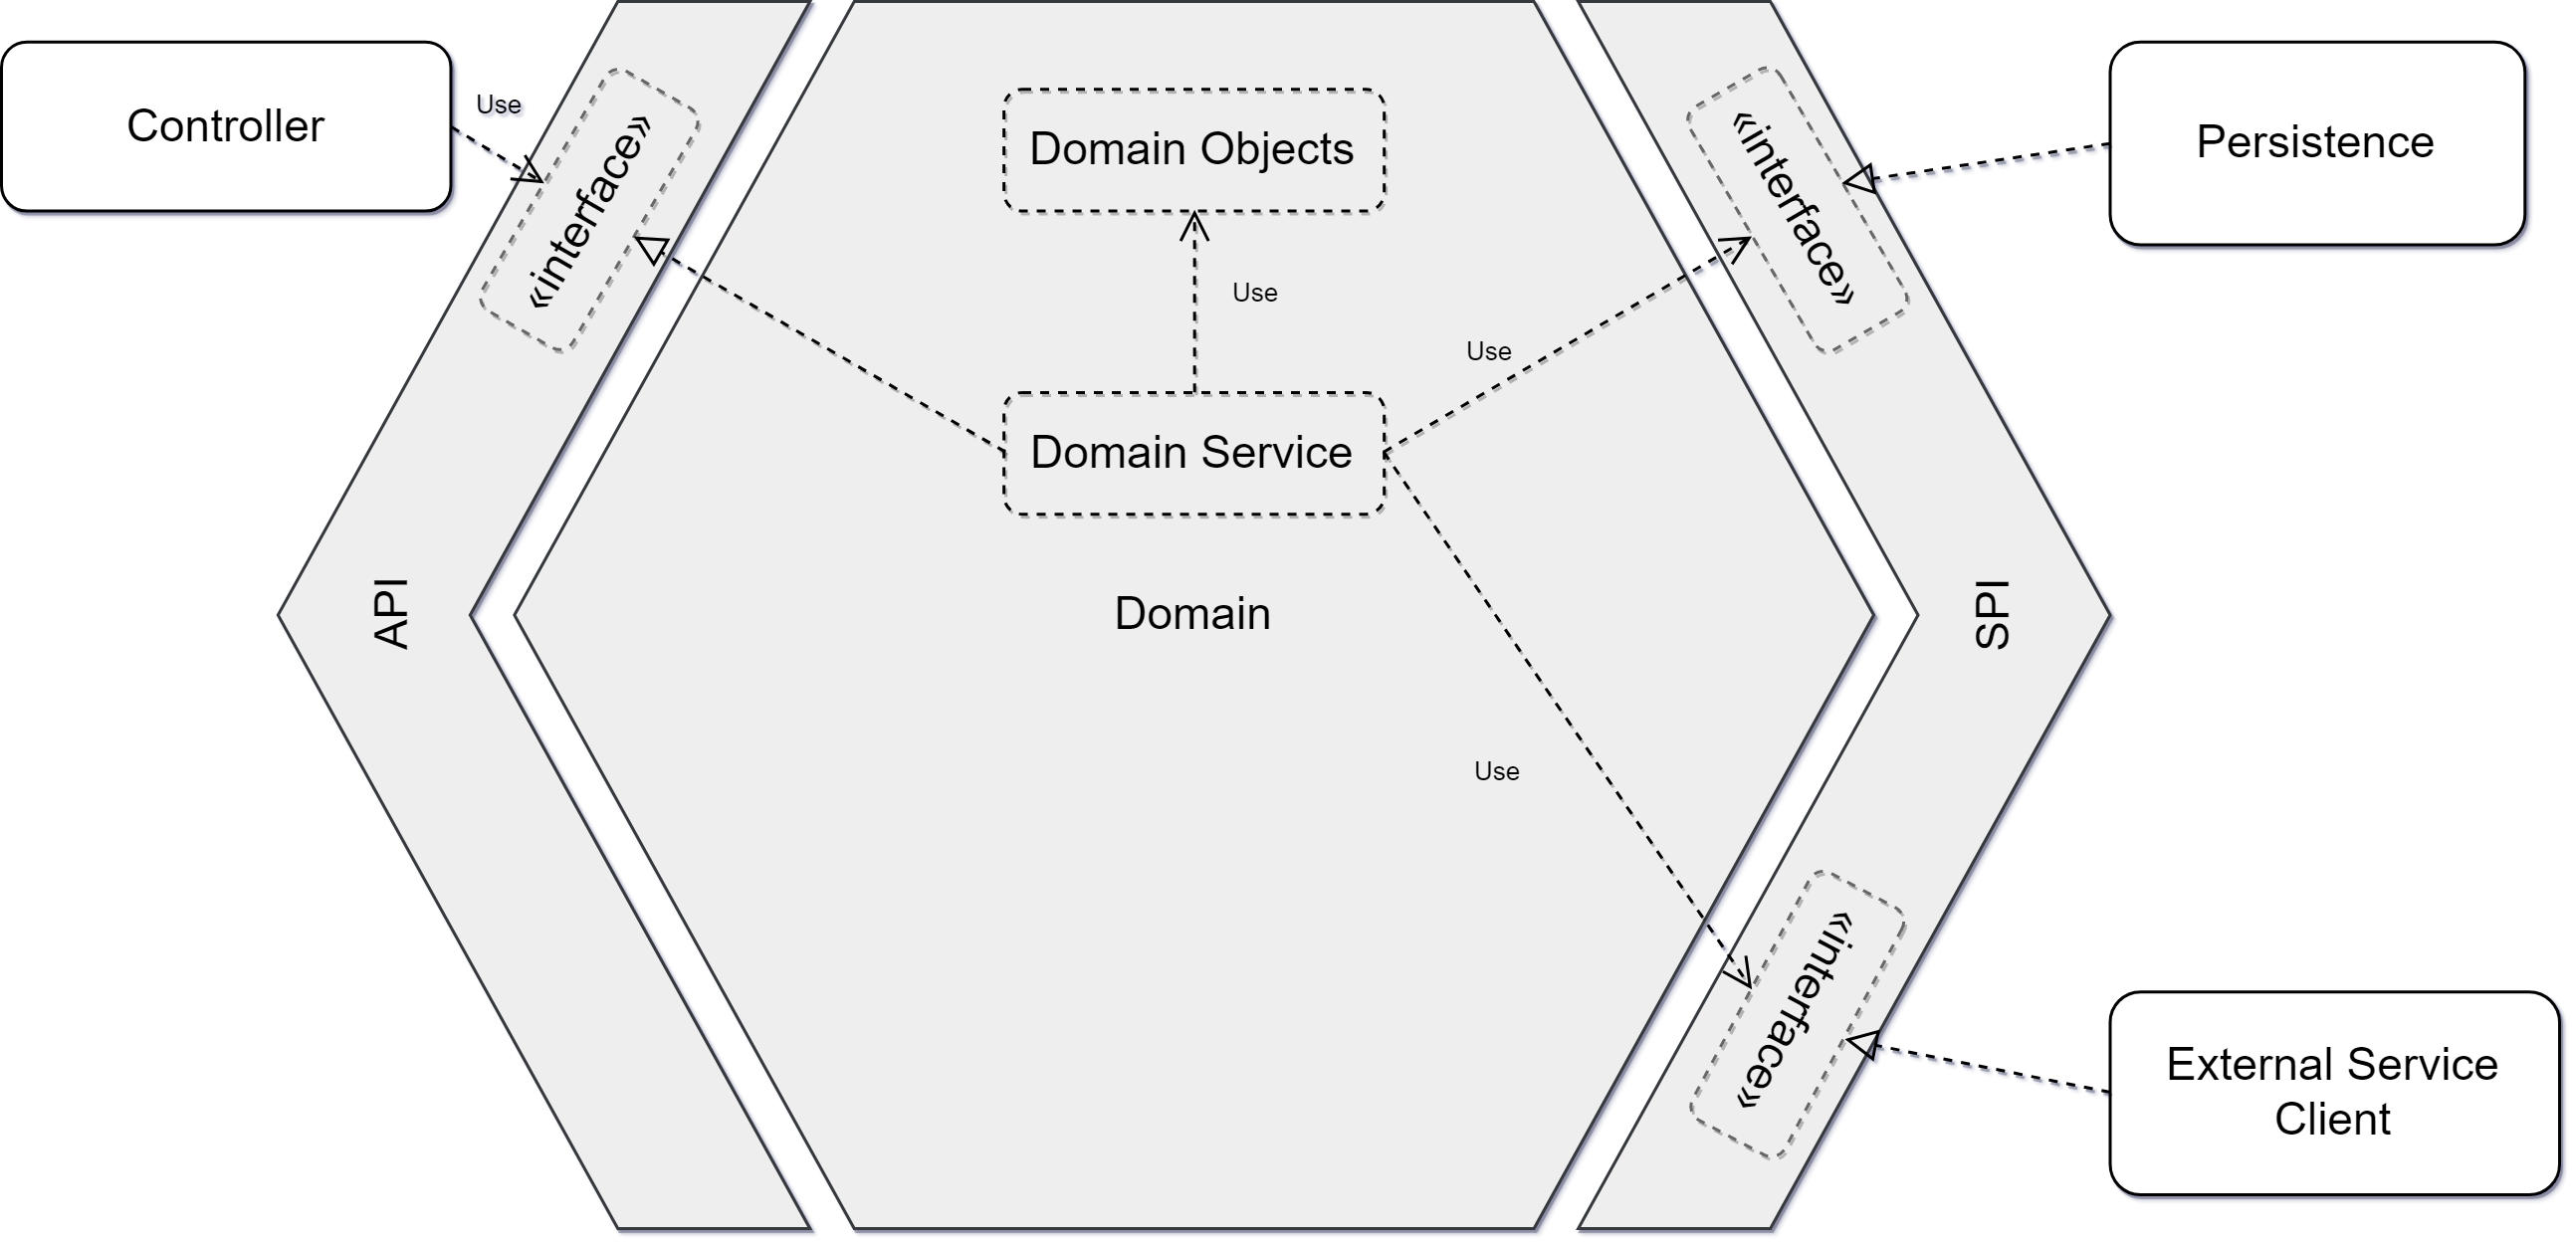 Controller
Use
«interface»
API
Domain Objects
Use
Domain Service
Domain
Use
Use
«interface»
«interface»
SPI
Persistence
External Service
Client